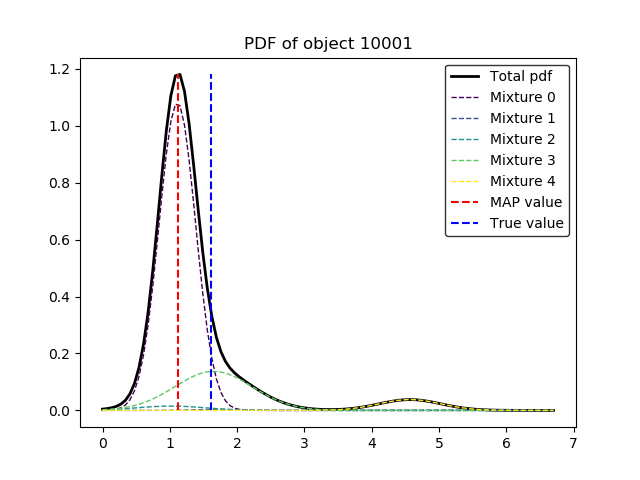 PDF of object 10001
1.2
1.0
0.8
0.6
0.4
0.2
0.0
0 1 2 3 4 5 6 7
Total pdf
Mixture 0
Mixture 1
Mixture 2
Mixture 3
Mixture 4
MAP value
True value